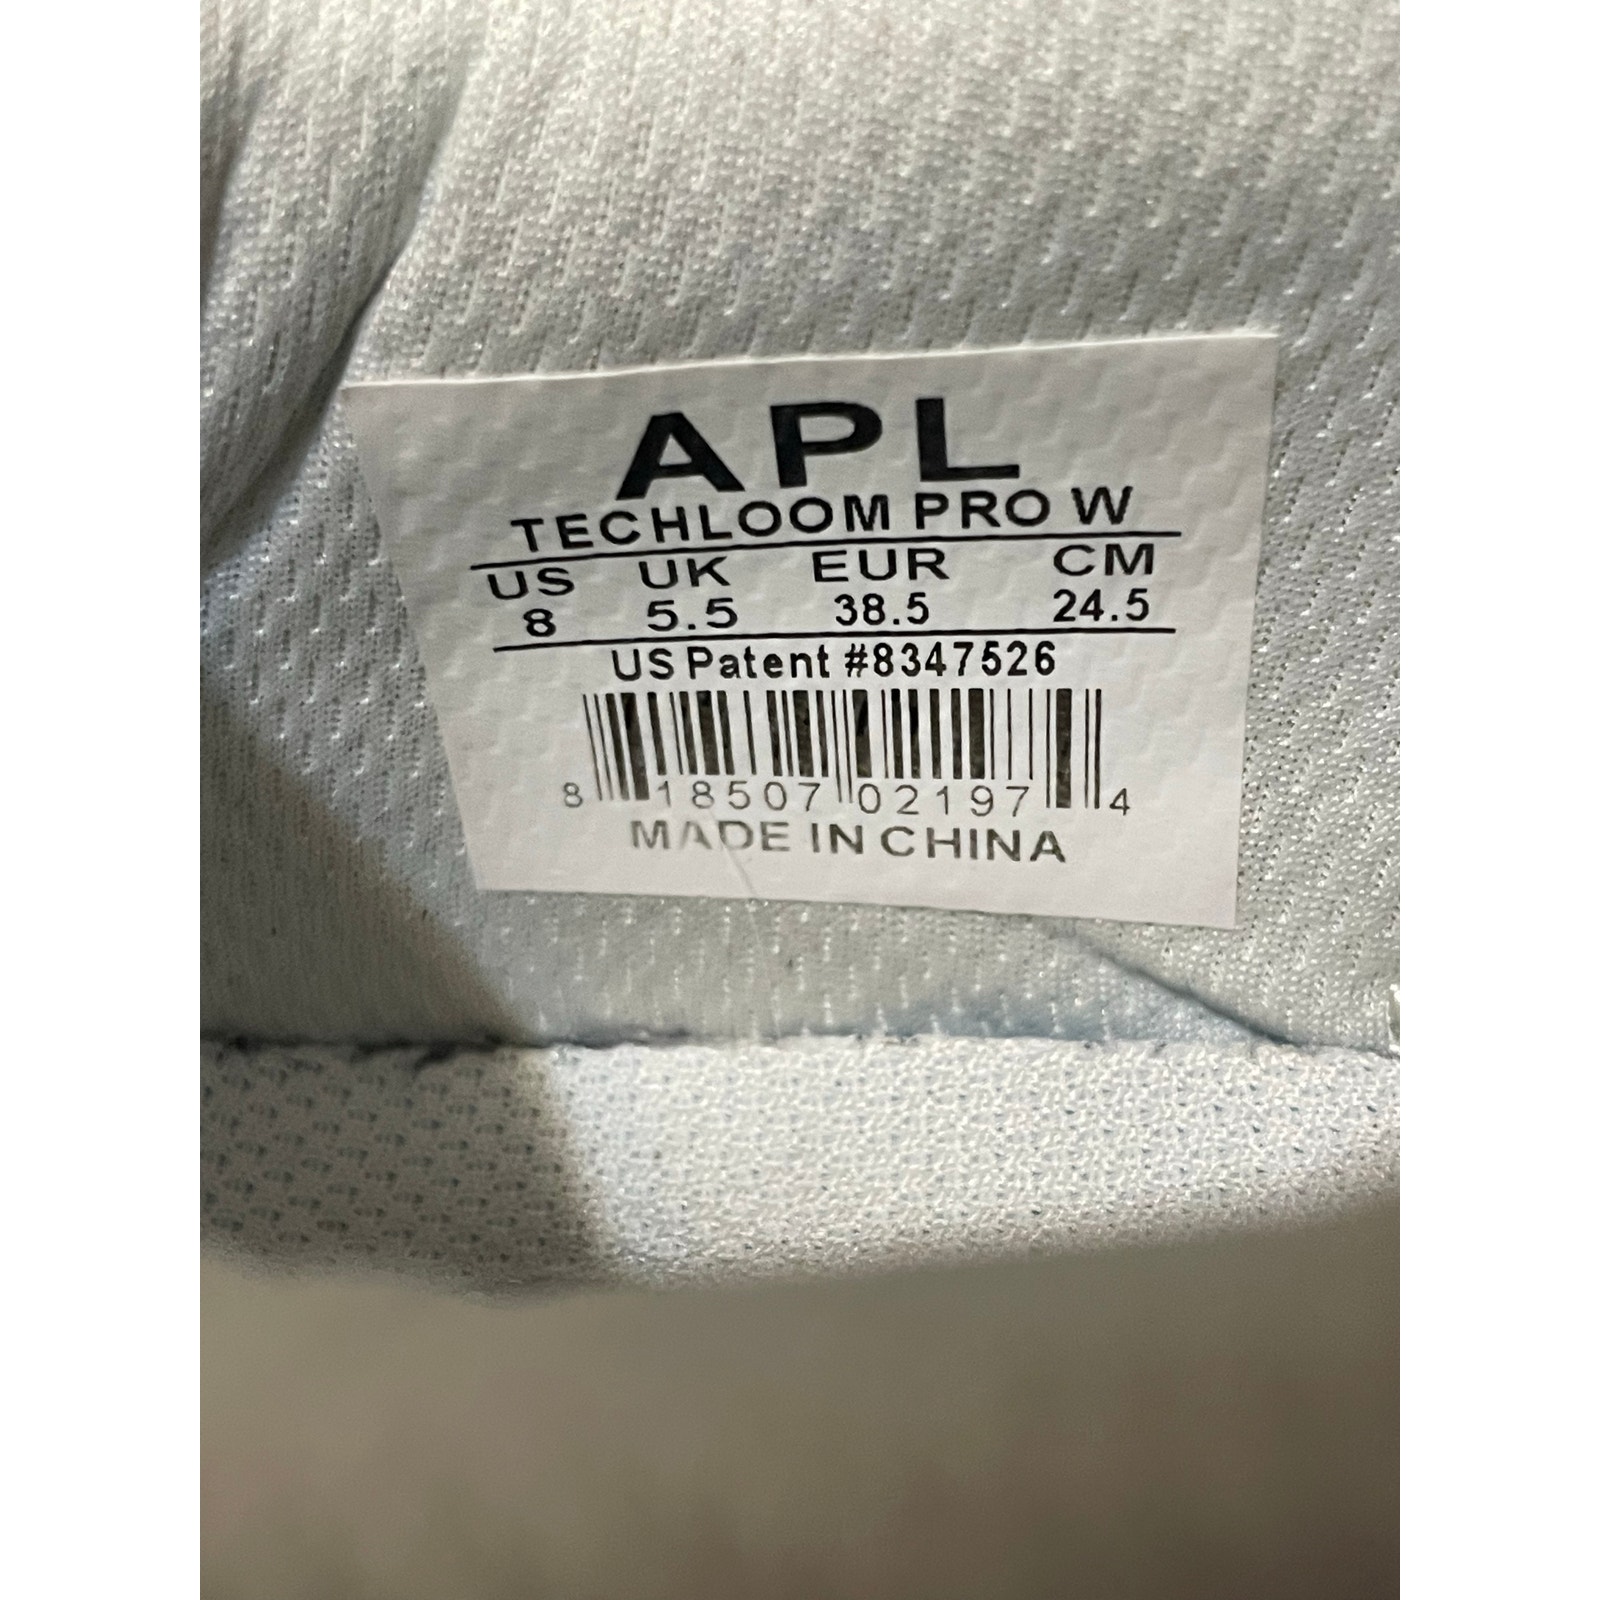 APL
TECHLOOM PRO W
US UK EUR CM
8 5.5 38.5 24.5
US Patent #8347526
8 18507 02197 4
MADE IN CHINA